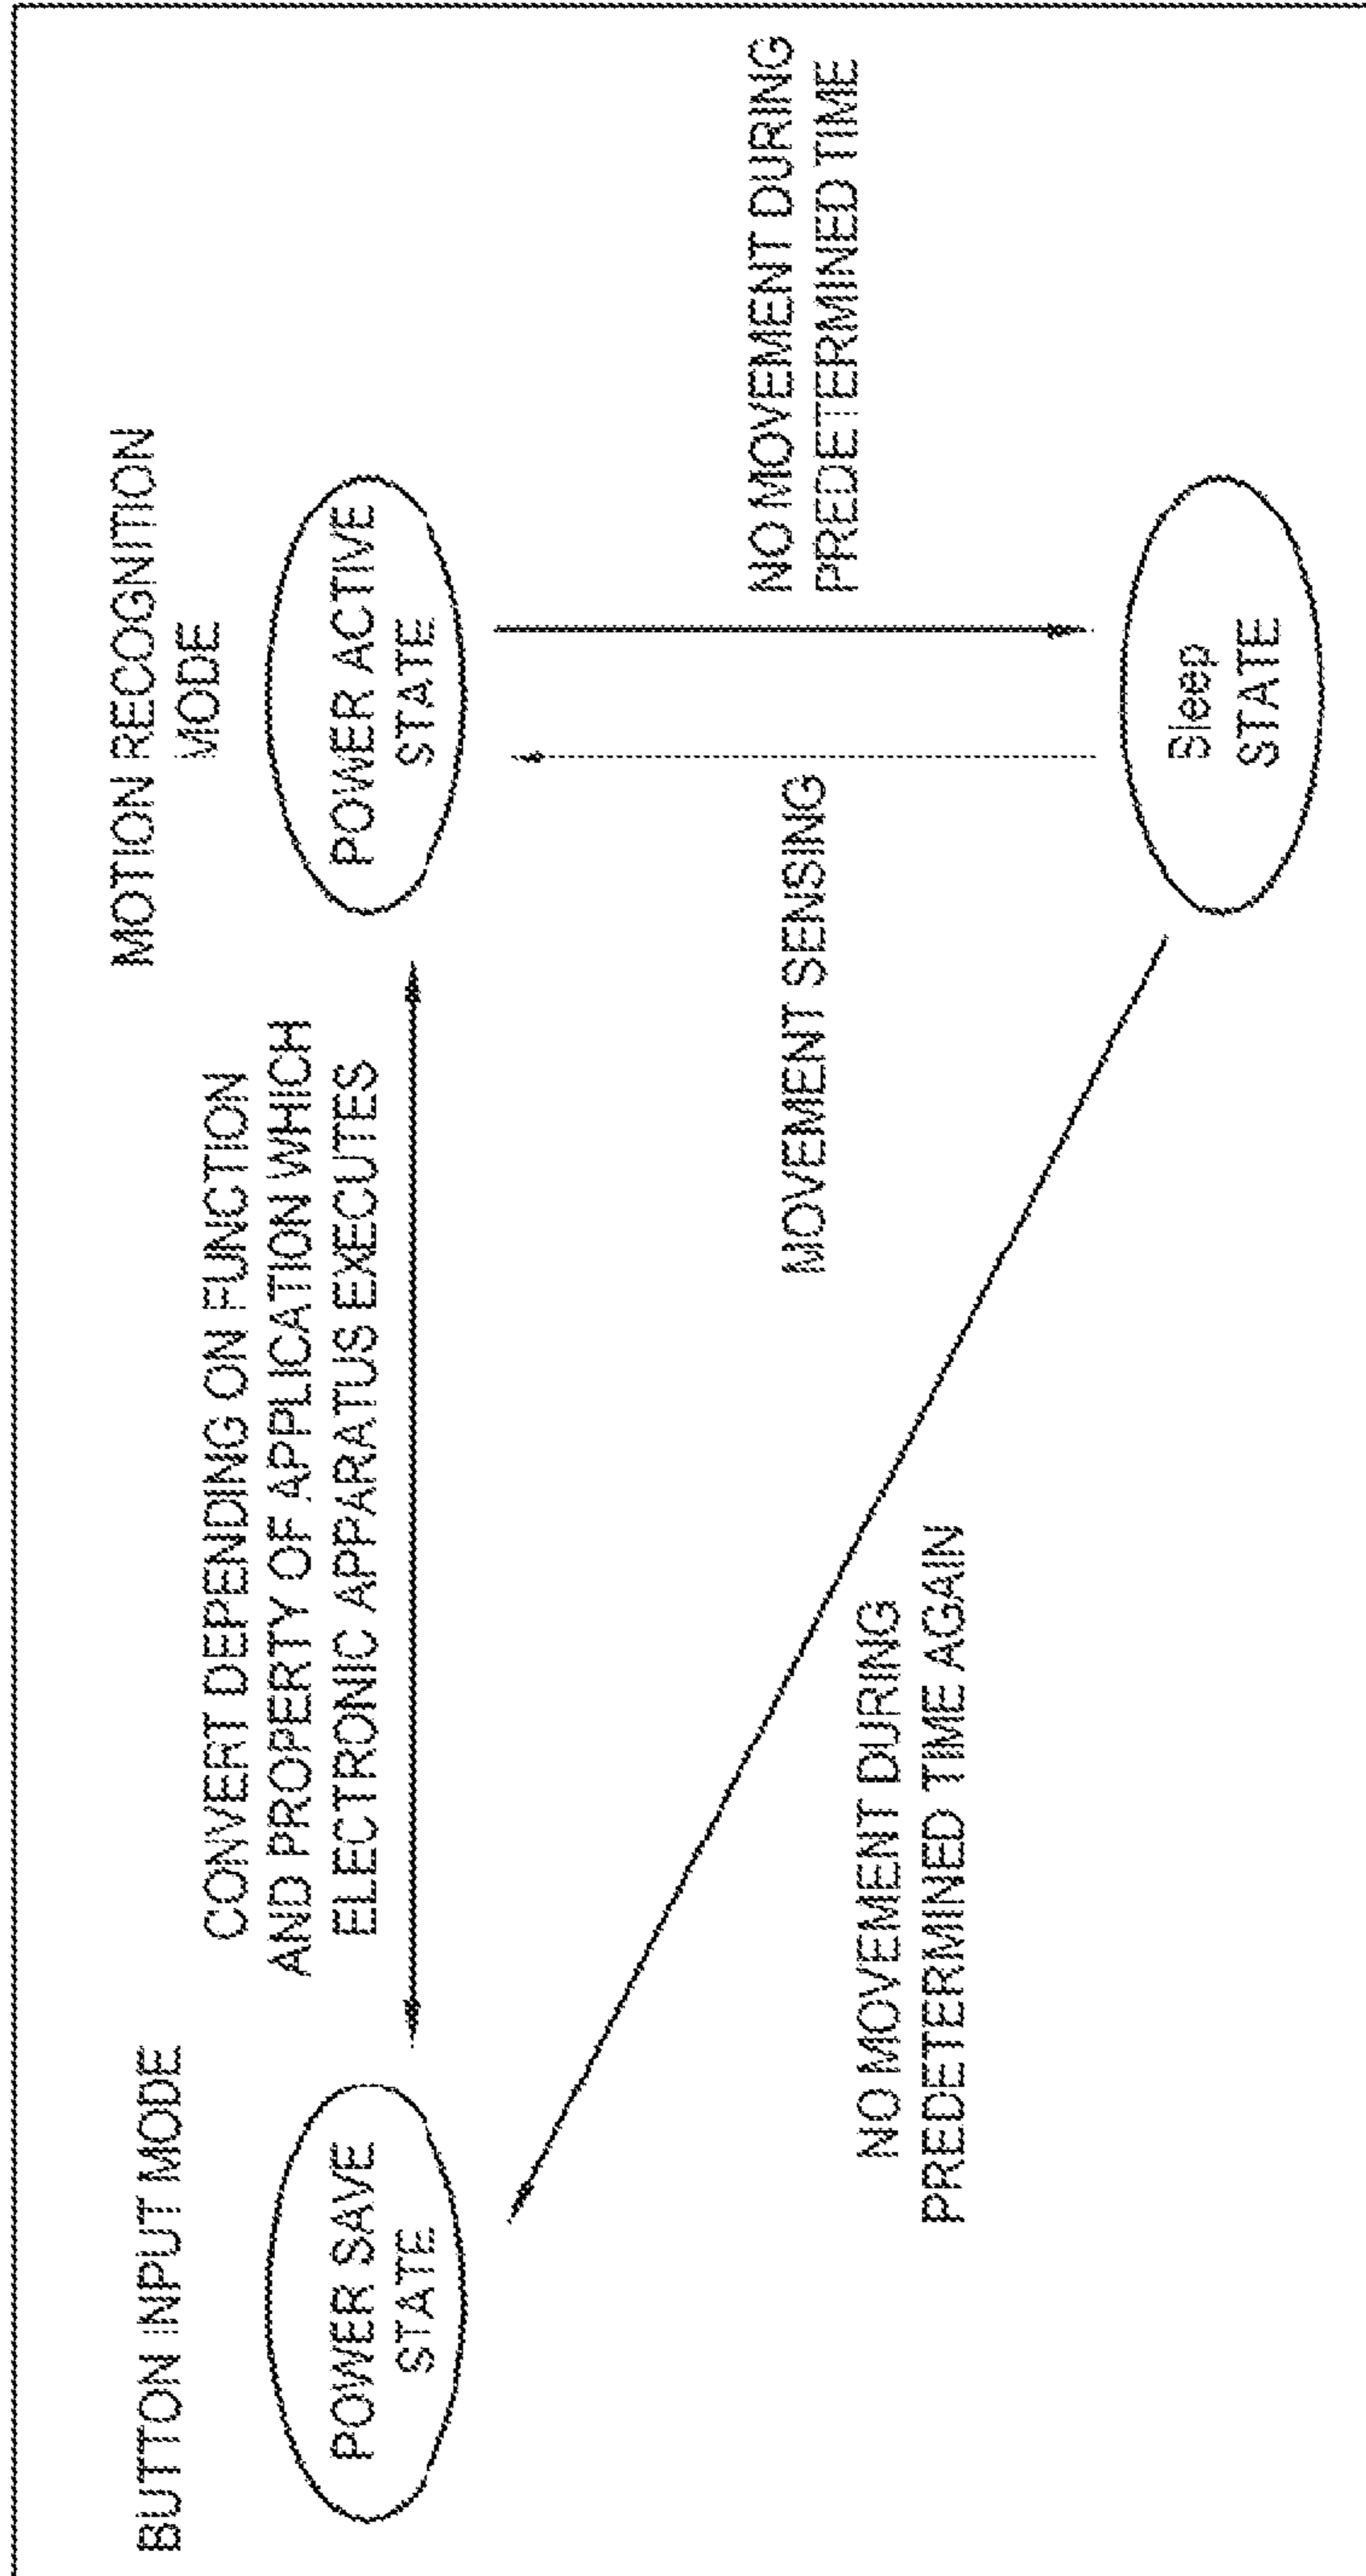 BUTTON INPUT MODE
MOTION RECOGNITION
MODE
CONVERT DEPENDING ON FUNCTION
AND PROPERTY OF APPLICATION WHICH
ELECTRONIC APPARATUS EXECUTES
POWER SAVE
STATE
POWER ACTIVE
STATE
MOVEMENT SENSING
NO MOVEMENT DURING
PREDETERMINED TIME
NO MOVEMENT DURING
PREDETERMINED TIME AGAIN
Sleep
STATE